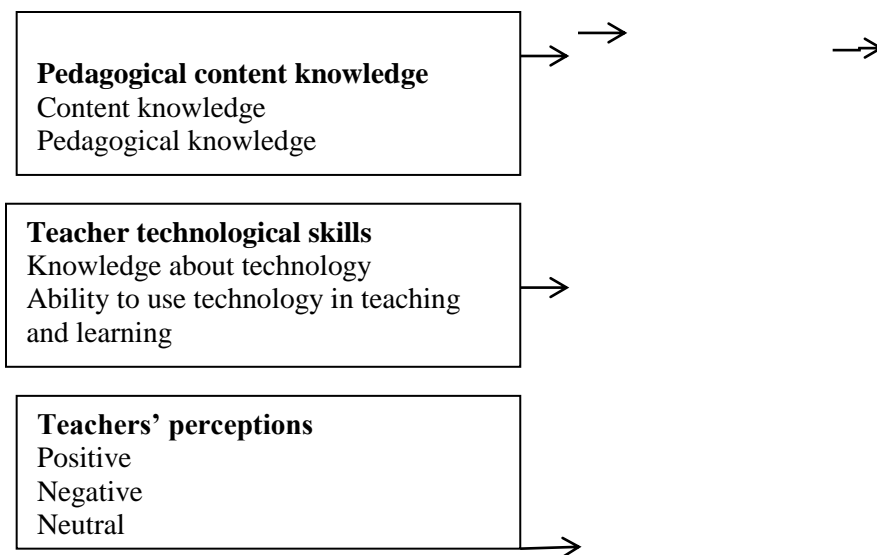 Pedagogical content knowledge
Content knowledge
Pedagogical knowledge
Teacher technological skills
Knowledge about technology
Ability to use technology in teaching
and learning
Teachers’ perceptions
Positive
Negative
Neutral